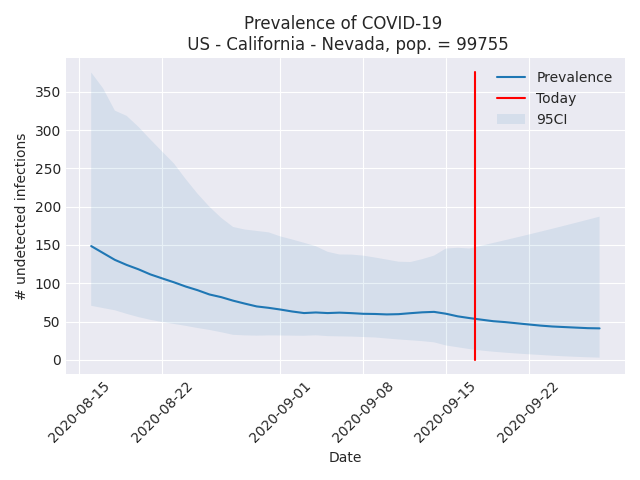 Prevalence of COVID-19
US - California - Nevada, pop. = 99755
Prevalence
Today
95CI
# undetected infections
350
300
250
200
150
100
50
0
2020-08-15
2020-08-22
2020-09-01
2020-09-08
2020-09-15
2020-09-22
Date